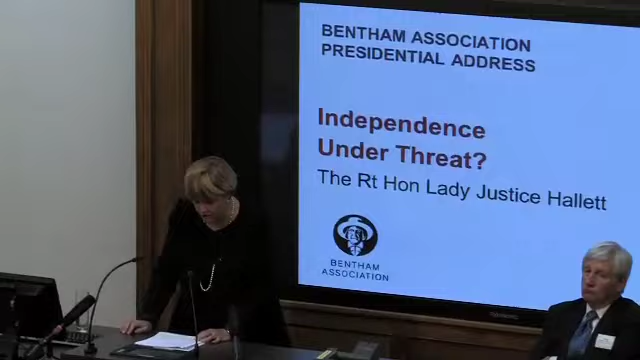 BENTHAM ASSOCIATION
PRESIDENTIAL ADDRESS
Independence
Under Threat?
The Rt Hon Lady Justice Hallett
BENTHAM
ASSOCIATION